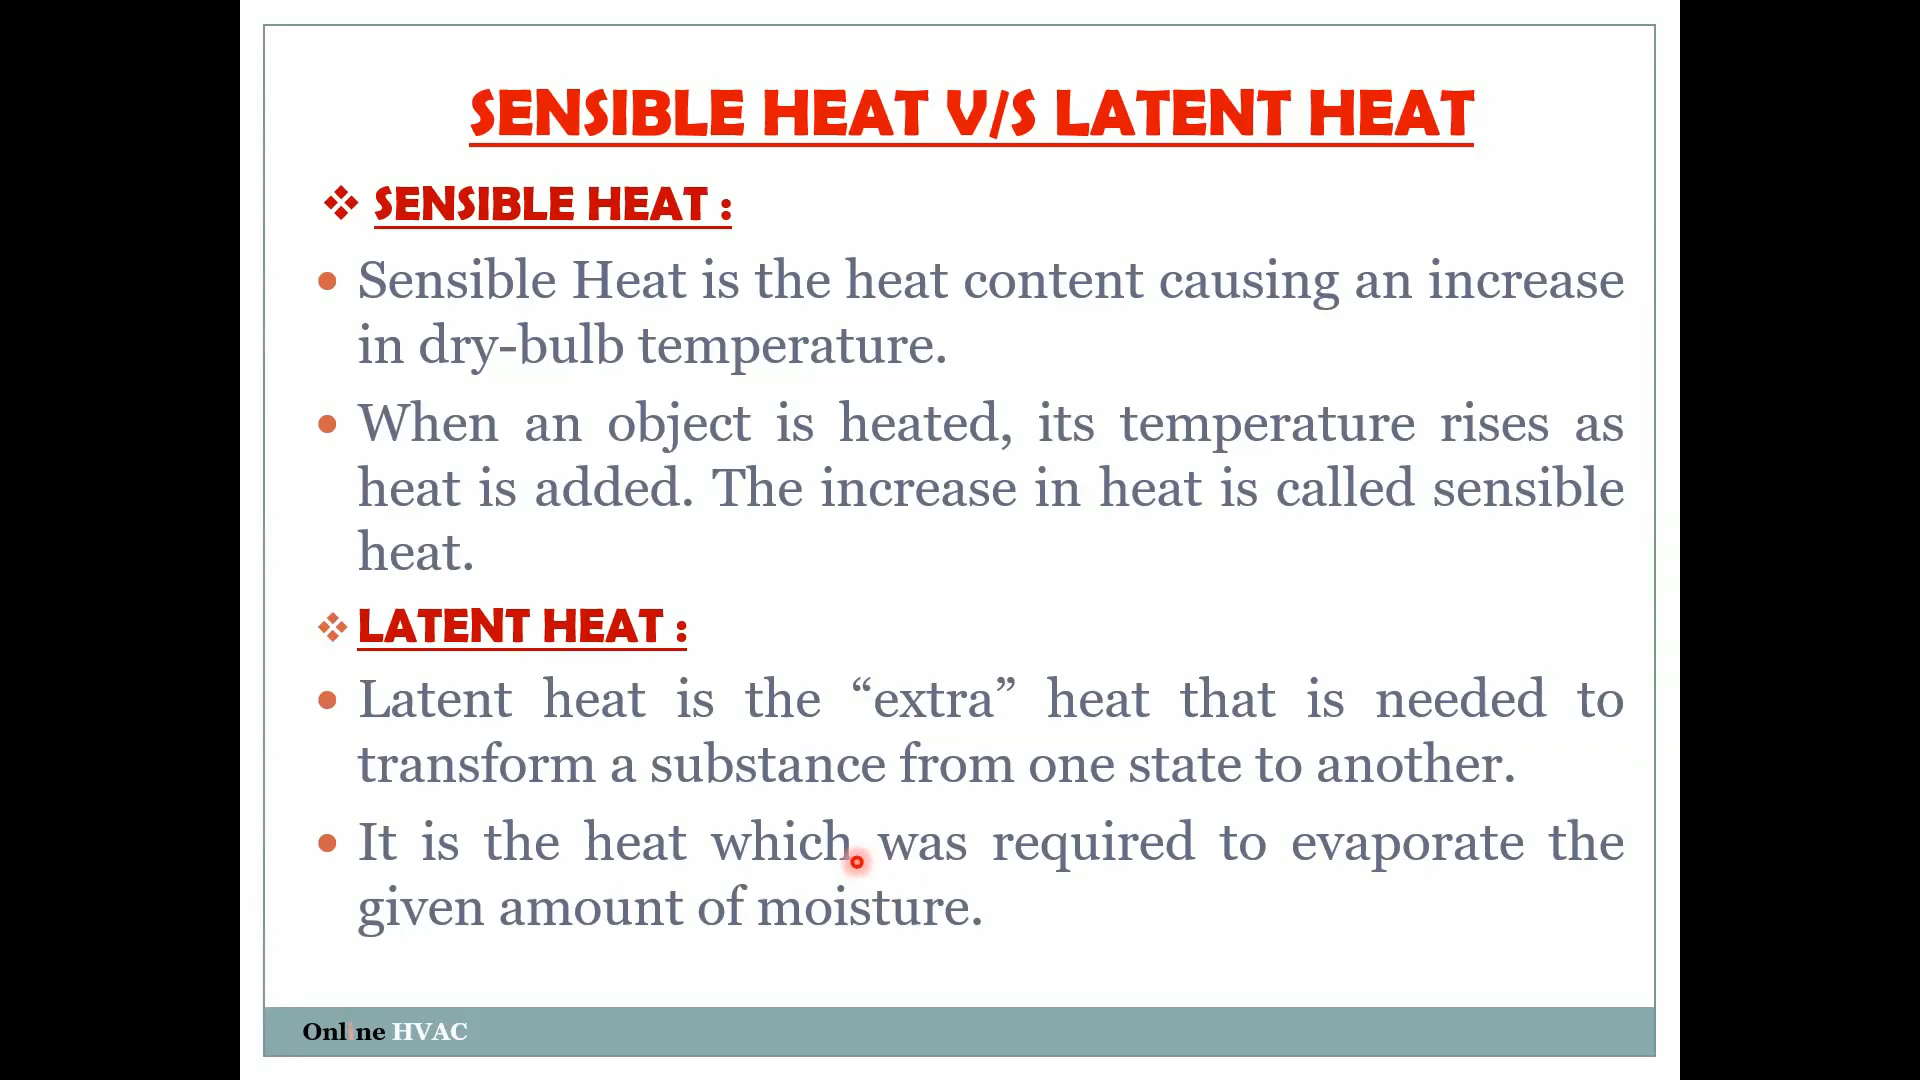 SENSIBLE HEAT V/S LATENT HEAT
SENSIBLE HEAT :
Sensible Heat is the heat content causing an increase
in dry-bulb temperature.
When an object is heated, its temperature rises as
heat is added. The increase in heat is called sensible
heat.
LATENT HEAT :
Latent heat is the “extra” heat that is needed to
transform a substance from one state to another.
It is the heat which was required to evaporate the
given amount of moisture.
Online HVAC